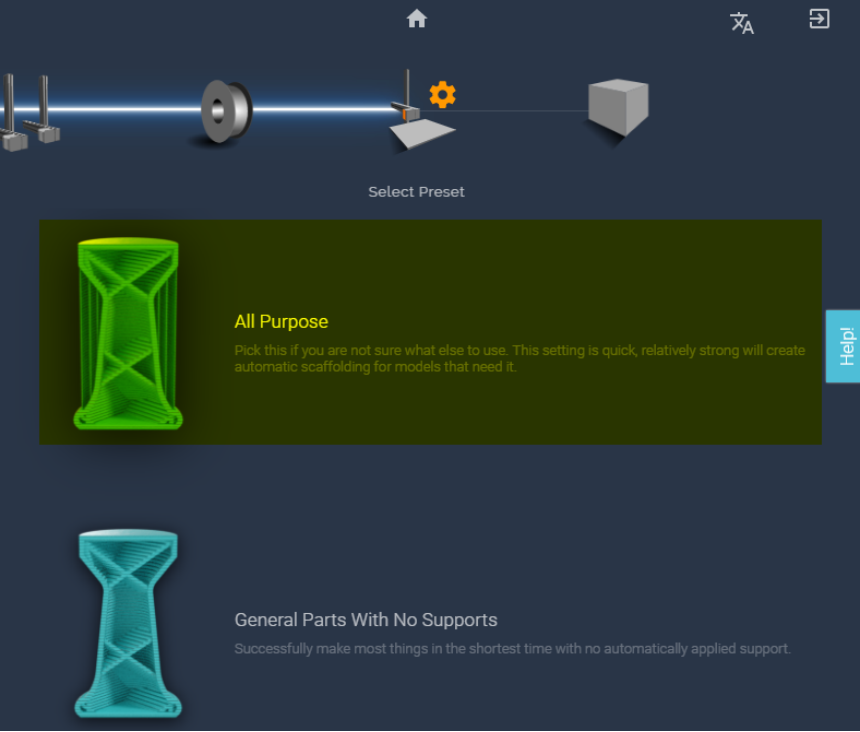 Select Preset
All Purpose
Pick this if you are not sure what else to use. This setting is quick, relatively strong will create
automatic scaffolding for models that need it.
Help!
General Parts With No Supports
Successfully make most things in the shortest time with no automatically applied support.